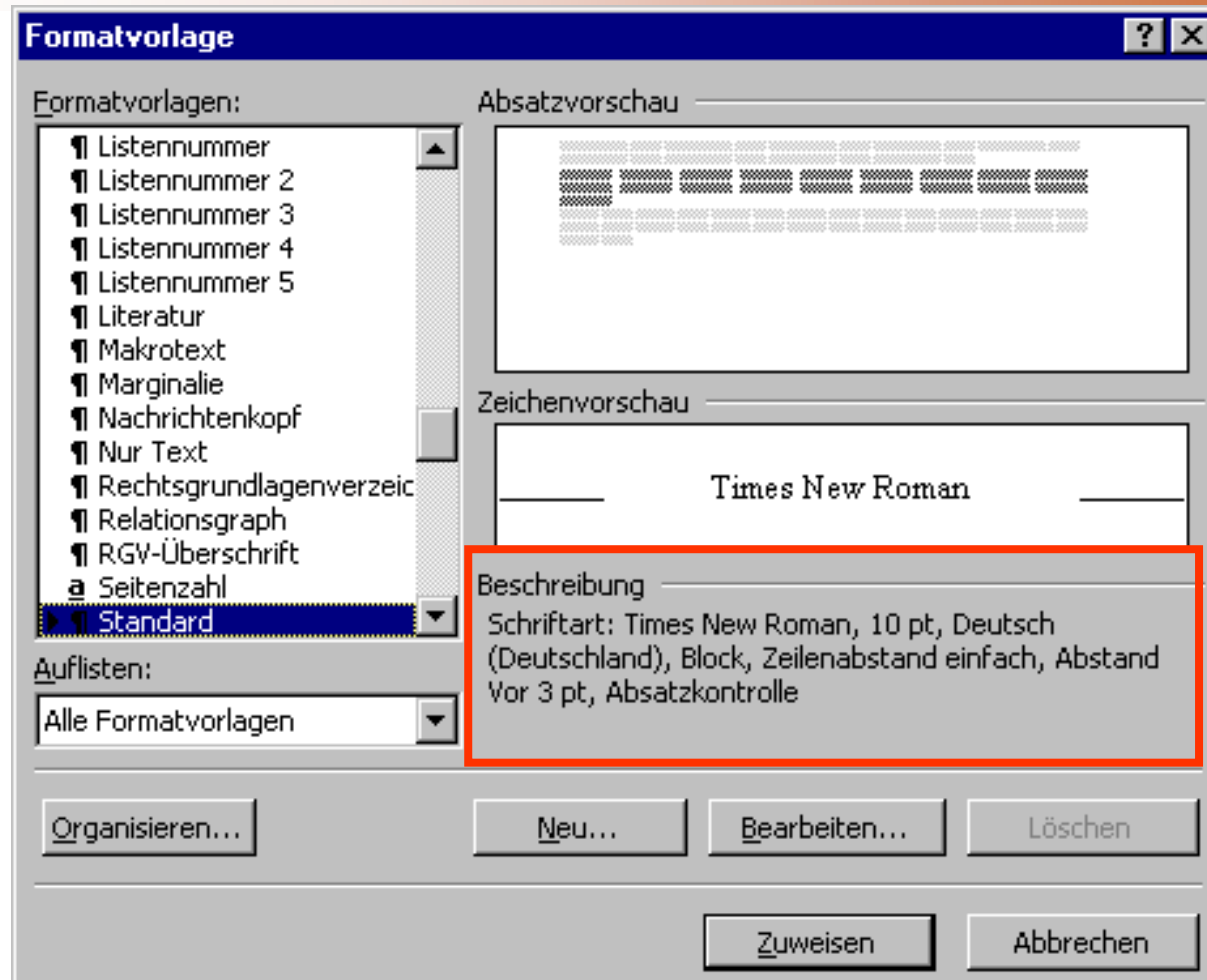 Formatvorlage
Formatvorlagen:
Listennummer
Listennummer 2
Listennummer 3
Listennummer 4
Listennummer 5
Literatur
Makrotext
Marginalie
Nachrichtenkopf
Nur Text
Rechtsgrundlagenverzeic
Relationsgraph
RGV-Überschrift
a Seitenzahl
Standard
Auflisten:
Alle Formatvorlagen
Absatzvorschau
Zeichenvorschau
Times New Roman
Beschreibung
Schriftart: Times New Roman, 10 pt, Deutsch
(Deutschland), Block, Zeilenabstand einfach, Abstand
Vor 3 pt, Absatzkontrolle
Organisieren... Neu... Bearbeiten... Löschen
Zuweisen Abbrechen